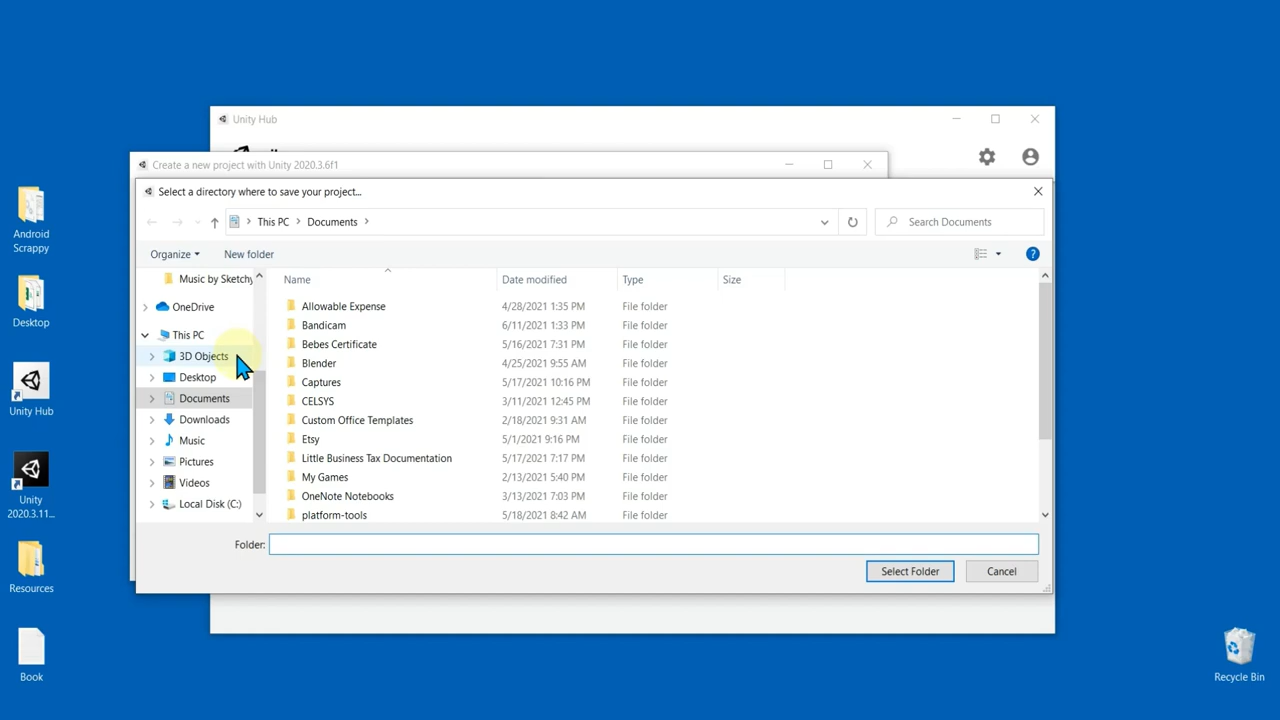 Unity Hub
Create a new project with Unity 2020.3.6f1
Select a directory where to save your project...
This PC
Documents
Search Documents
Organize
New folder
Music by Sketchy
OneDrive
This PC
3D Objects
Desktop
Documents
Downloads
Music
Pictures
Videos
Local Disk (C:)
Name Date modified Type Size
Allowable Expense 4/28/2021 1:35 PM File folder
Bandicam 6/11/2021 1:33 PM File folder
Bebes Certificate 5/16/2021 7:31 PM File folder
Blender 4/25/2021 9:55 AM File folder
Captures 5/17/2021 10:16 PM File folder
CELSYS 3/11/2021 12:45 PM File folder
Custom Office Templates 2/18/2021 9:31 AM File folder
Etsy 5/1/2021 9:16 PM File folder
Little Business Tax Documentation 5/17/2021 7:17 PM File folder
My Games 2/13/2021 5:40 PM File folder
OneNote Notebooks 3/13/2021 7:03 PM File folder
platform-tools 5/18/2021 8:42 AM File folder
Folder:
Select Folder
Cancel
Android
Scrappy
Desktop
Unity Hub
Unity
2020.3.11...
Resources
Book
Recycle Bin